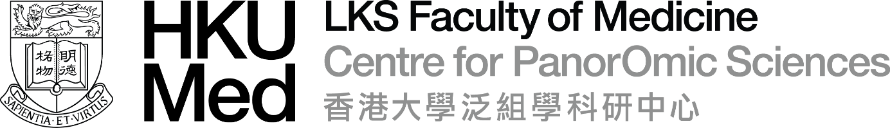 明德
格物
SAPIENTIA·ET·VIRTUS
HKU
Med
LKS Faculty of Medicine
Centre for PanorOmic Sciences
香港大學泛組學科研中心